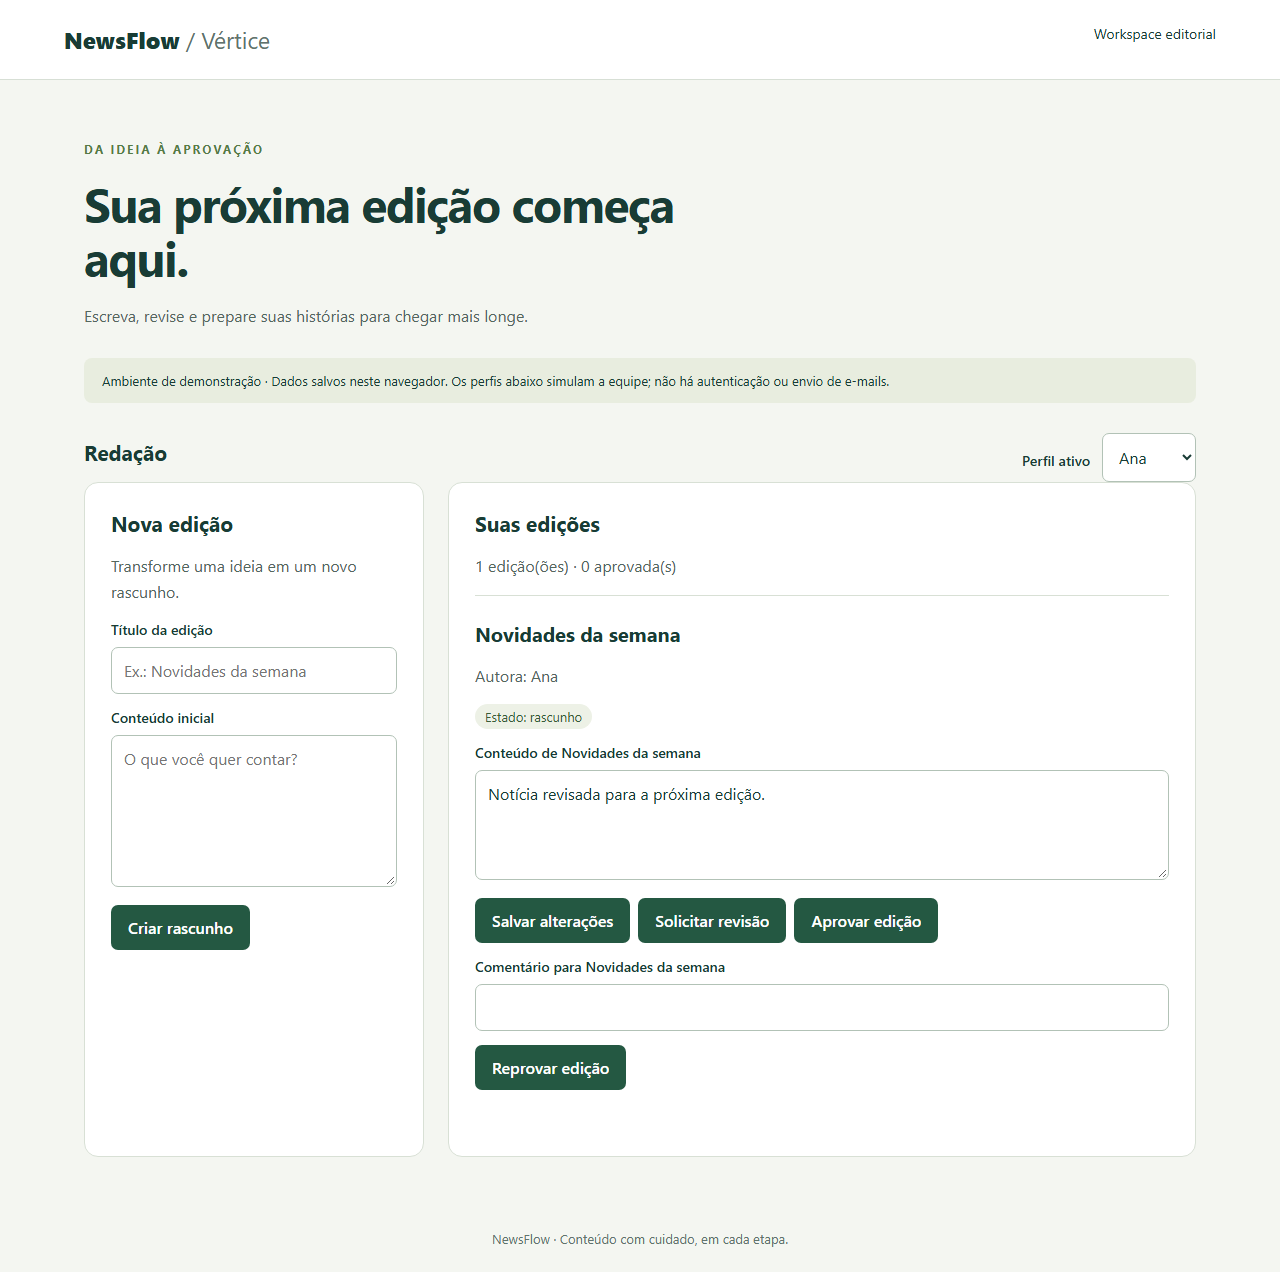 NewsFlow / Vértice
Workspace editorial
DA IDEIA À APROVAÇÃO
Sua próxima edição começa
aqui.
Escreva, revise e prepare suas histórias para chegar mais longe.
Ambiente de demonstração · Dados salvos neste navegador. Os perfis abaixo simulam a equipe; não há autenticação ou envio de e-mails.
Redação
Perfil ativo
Ana
Nova edição
Transforme uma ideia em um novo
rascunho.
Título da edição
Ex.: Novidades da semana
Conteúdo inicial
O que você quer contar?
Criar rascunho
Suas edições
1 edição(ões) · 0 aprovada(s)
Novidades da semana
Autora: Ana
Estado: rascunho
Conteúdo de Novidades da semana
Notícia revisada para a próxima edição.
Salvar alterações
Solicitar revisão
Aprovar edição
Comentário para Novidades da semana
Reprovar edição
NewsFlow · Conteúdo com cuidado, em cada etapa.